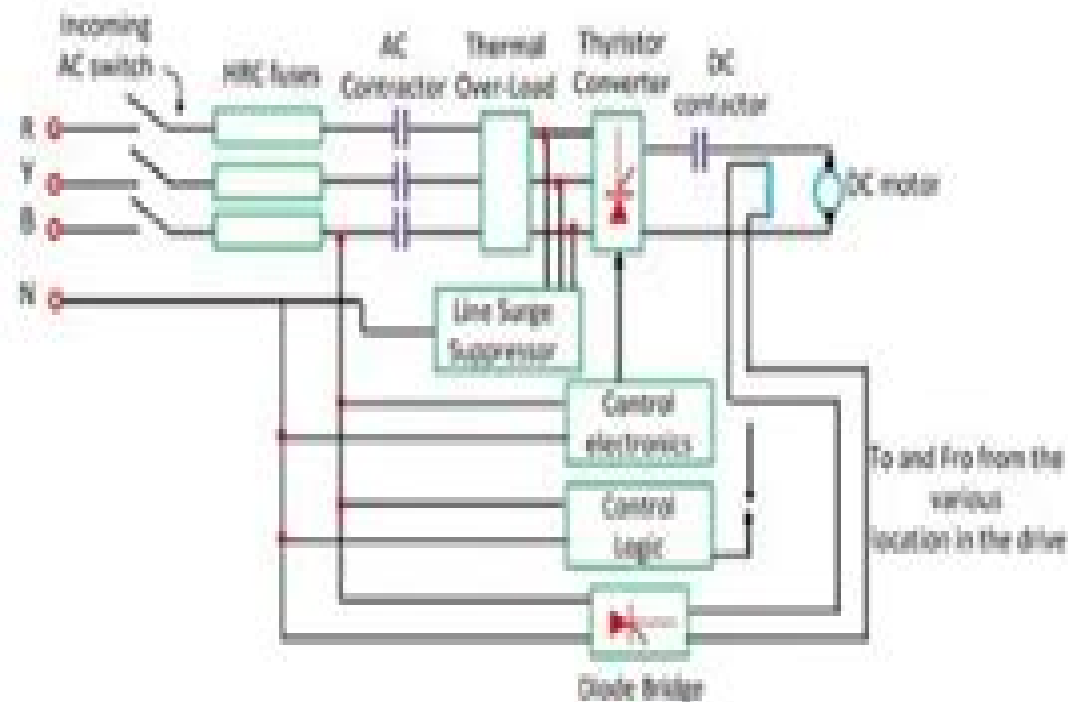 Incoming
AC switch
HRC fuses
AC
Contractor
Thermal
Over-Load
Thyristor
Converter
DC
contactor
R
Y
B
N
DC motor
Line Surge
Suppressor
Control
electronics
Control
Logic
To and Fro from the
various
location in the drive
Diode Bridge